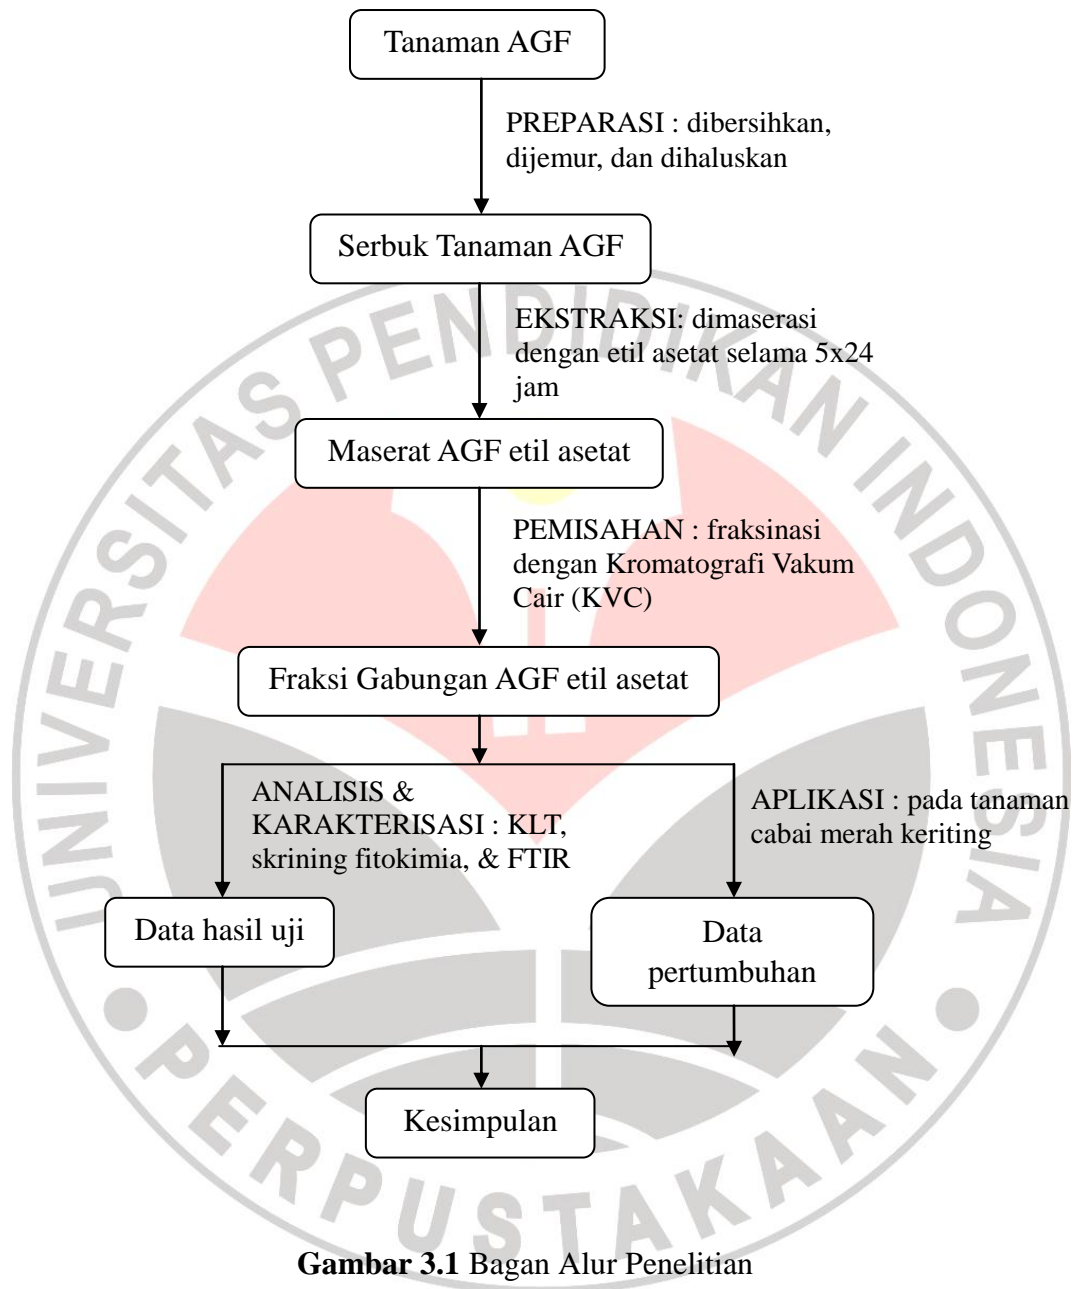 Tanaman AGF
PREPARASI : dibersihkan,
dijemur, dan dihaluskan
Serbuk Tanaman AGF
EKSTRAKSI: dimaserasi
dengan etil asetat selama 5x24
jam
Maserat AGF etil asetat
PEMISAHAN : fraksinasi
dengan Kromatografi Vakum
Cair (KVC)
Fraksi Gabungan AGF etil asetat
ANALISIS &
KARAKTERISASI : KLT,
skrining fitokimia, & FTIR
APLIKASI : pada tanaman
cabai merah keriting
Data hasil uji
Data
pertumbuhan
Kesimpulan
Gambar 3.1 Bagan Alur Penelitian
UNIVERSITAS PENDIDIKAN INDONESIA
PERPUSTAKAAN